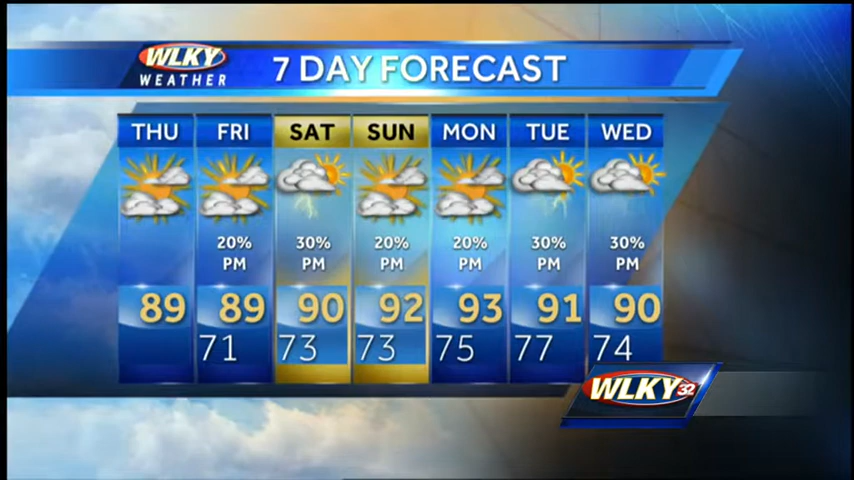 WLKY
WEATHER
7 DAY FORECAST
THU FRI SAT SUN MON TUE WED
20% 30% 20% 20% 30% 30%
PM PM PM PM PM PM
89 89 90 92 93 91 90
71 73 73 75 77 74
WLKY 32